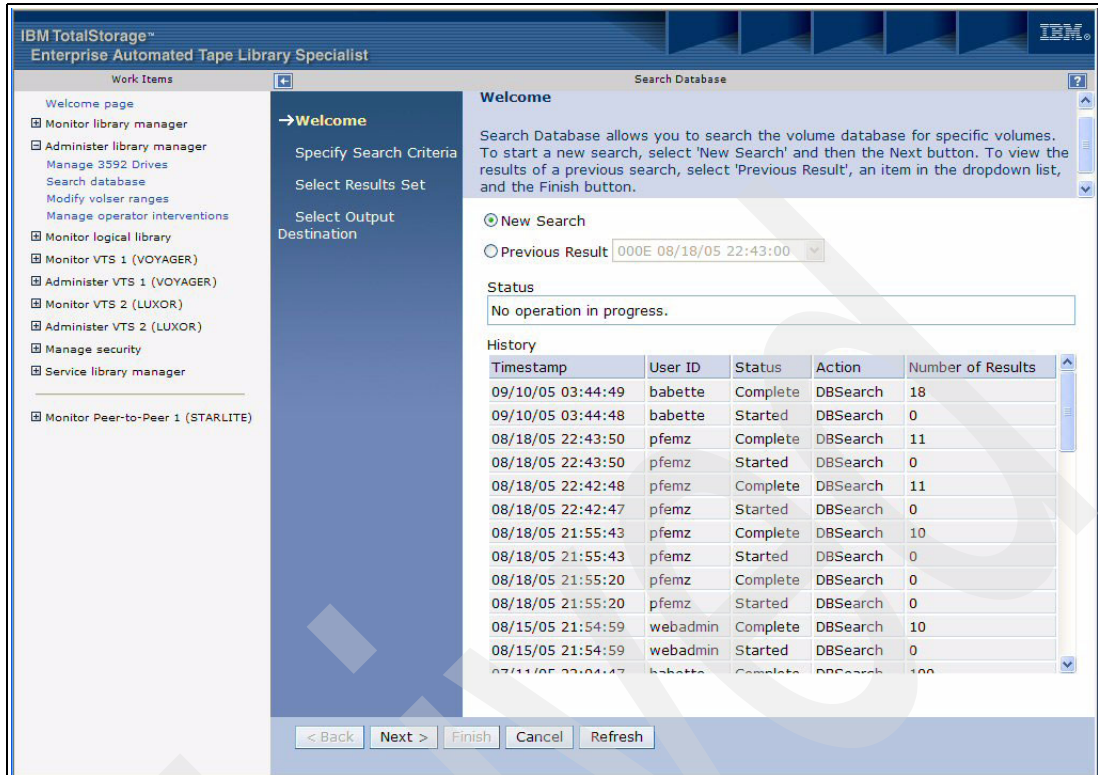 IBM TotalStorage™
Enterprise Automated Tape Library Specialist
IBM®
Work Items
Search Database
?
Welcome page
Monitor library manager
Administer library manager
Manage 3592 Drives
Search database
Modify volser ranges
Manage operator interventions
Monitor logical library
Monitor VTS 1 (VOYAGER)
Administer VTS 1 (VOYAGER)
Monitor VTS 2 (LUXOR)
Administer VTS 2 (LUXOR)
Manage security
Service library manager
Monitor Peer-to-Peer 1 (STARLITE)
→Welcome
Specify Search Criteria
Select Results Set
Select Output
Destination
Welcome
Search Database allows you to search the volume database for specific volumes.
To start a new search, select 'New Search' and then the Next button. To view the
results of a previous search, select 'Previous Result', an item in the dropdown list,
and the Finish button.
New Search
Previous Result 000E 08/18/05 22:43:00
Status
No operation in progress.
History
Timestamp User ID Status Action Number of Results
09/10/05 03:44:49 babette Complete DBSearch 18
09/10/05 03:44:48 babette Started DBSearch 0
08/18/05 22:43:50 pfemz Complete DBSearch 11
08/18/05 22:43:50 pfemz Started DBSearch 0
08/18/05 22:42:48 pfemz Complete DBSearch 11
08/18/05 22:42:47 pfemz Started DBSearch 0
08/18/05 21:55:43 pfemz Complete DBSearch 10
08/18/05 21:55:43 pfemz Started DBSearch 0
08/18/05 21:55:20 pfemz Complete DBSearch 0
08/18/05 21:55:20 pfemz Started DBSearch 0
08/15/05 21:54:59 webadmin Complete DBSearch 10
08/15/05 21:54:59 webadmin Started DBSearch 0
babette Complete DBSearch
< Back Next > Finish Cancel Refresh